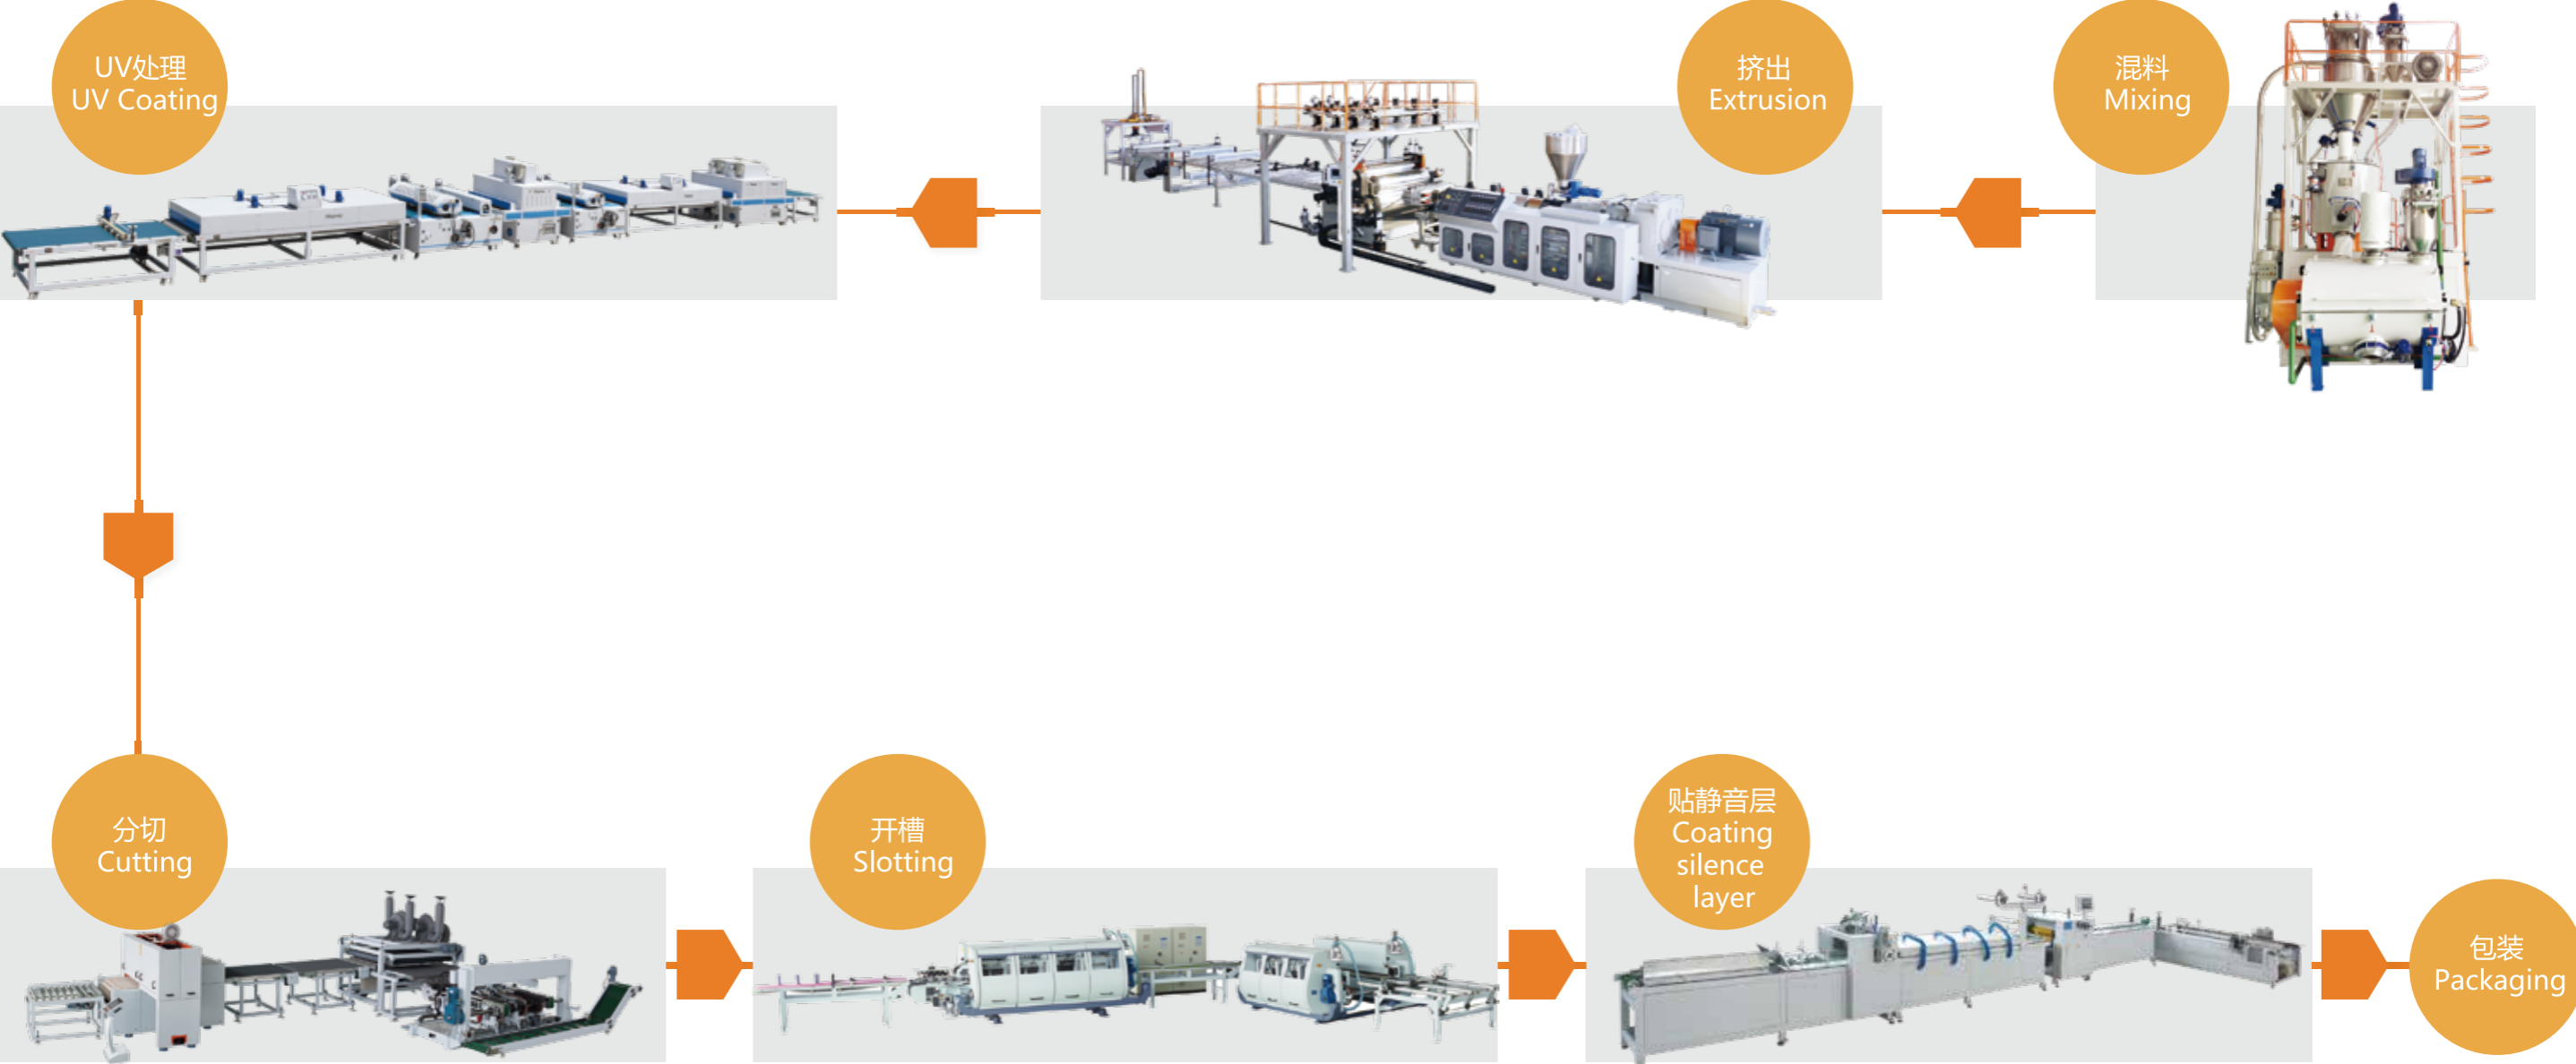 UV处理
UV Coating
挤出
Extrusion
混料
Mixing
分切
Cutting
开槽
Slotting
贴静音层
Coating
silence
layer
包装
Packaging